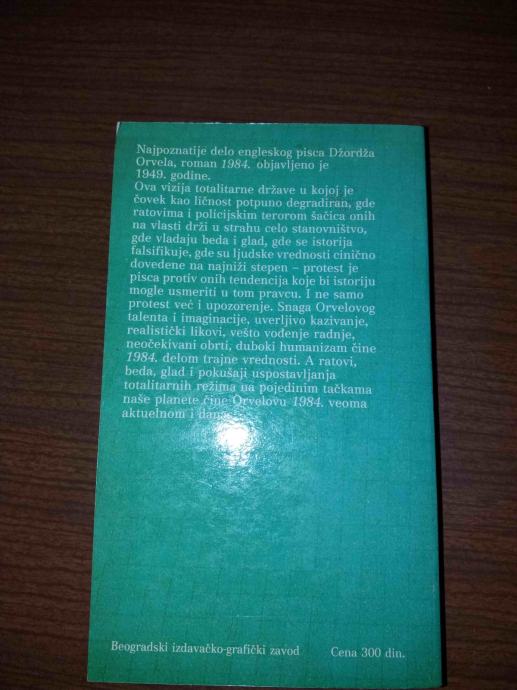 Najpoznatije delo engleskog pisca Džordža
Orvela, roman 1984. objavljeno je
1949. godine.
Ova vizija totalitarne države u kojoj je
čovek kao ličnost potpuno degradiran, gde
ratovima i policijskim terorom šačica onih
na vlasti drži u strahu celo stanovništvo,
gde vladaju beda i glad, gde se istorija
falsifikuje, gde su ljudske vrednosti cinično
dovedene na najniži stepen – protest je
pisca protiv onih tendencija koje bi istoriju
mogle usmeriti u tom pravcu. I ne samo
protest već i upozorenje. Snaga Orvelovog
talenta i imaginacije, uverljivo kazivanje,
realistički likovi, vešto vođenje radnje,
neočekivani obrti, duboki humanizam čine
1984. delom trajne vrednosti. A ratovi,
beda, glad i pokušaji uspostavljanja
totalitarnih režima na pojedinim tačkama
naše planete čine Orvelovu 1984. veoma
aktuelnom i danas.
Beogradski izdavačko-grafički zavod
Cena 300 din.